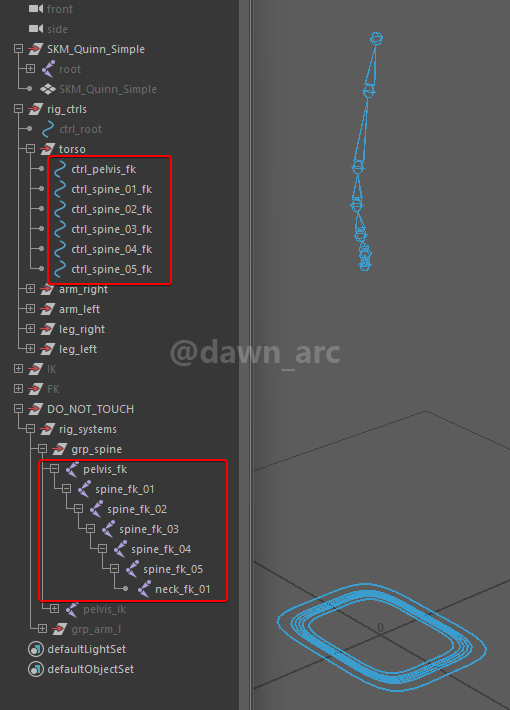 front
side
SKM_Quinn_Simple
root
SKM_Quinn_Simple
rig_ctrls
ctrl_root
torso
ctrl_pelvis_fk
ctrl_spine_01_fk
ctrl_spine_02_fk
ctrl_spine_03_fk
ctrl_spine_04_fk
ctrl_spine_05_fk
arm_right
arm_left
leg_right
leg_left
IK
FK
DO_NOT_TOUCH
rig_systems
grp_spine
pelvis_fk
spine_fk_01
spine_fk_02
spine_fk_03
spine_fk_04
spine_fk_05
neck_fk_01
pelvis_ik
grp_arm_l
defaultLightSet
defaultObjectSet
@dawn_arc
0